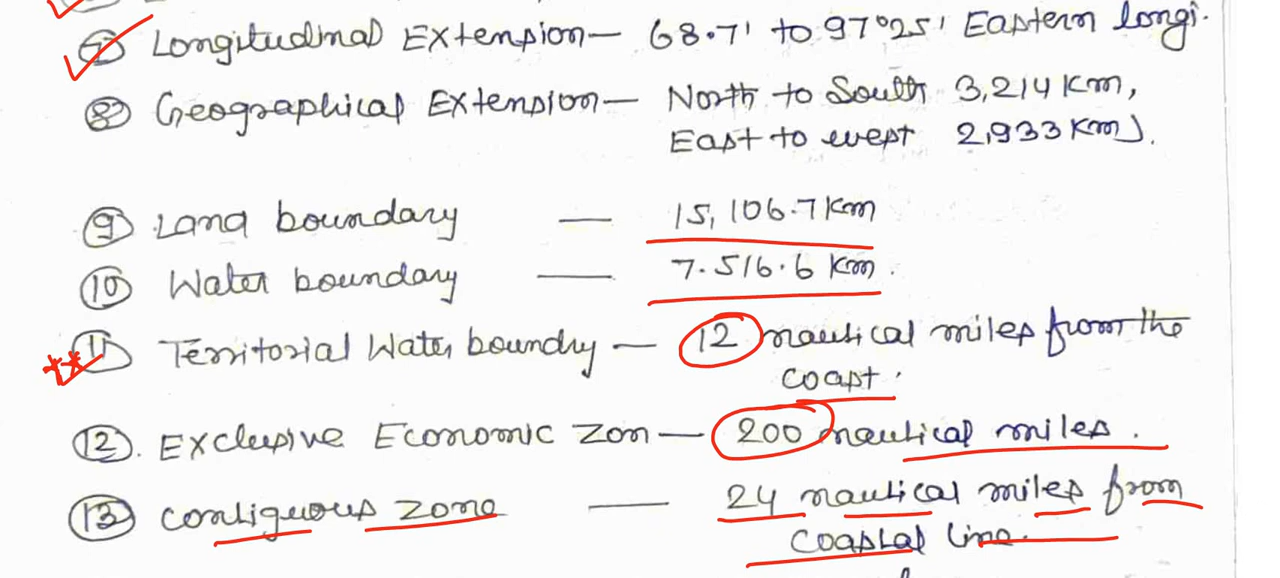 ⑦ Longitudinal Extension — 68.7' to 97°25' Eastern longi.
⑧ Geographical Extension — North to South 3,214 Km,
East to west 2,933 Km).
⑨ Land boundary — 15,106.7 Km
⑩ Water boundary — 7.516.6 Km.
⑪ Territorial Water boundry — 12 nautical miles from the
coast.
⑫. Exclusive Economic Zon — 200 nautical miles.
⑬ Contiguous zone — 24 nautical miles from
Coastal line.